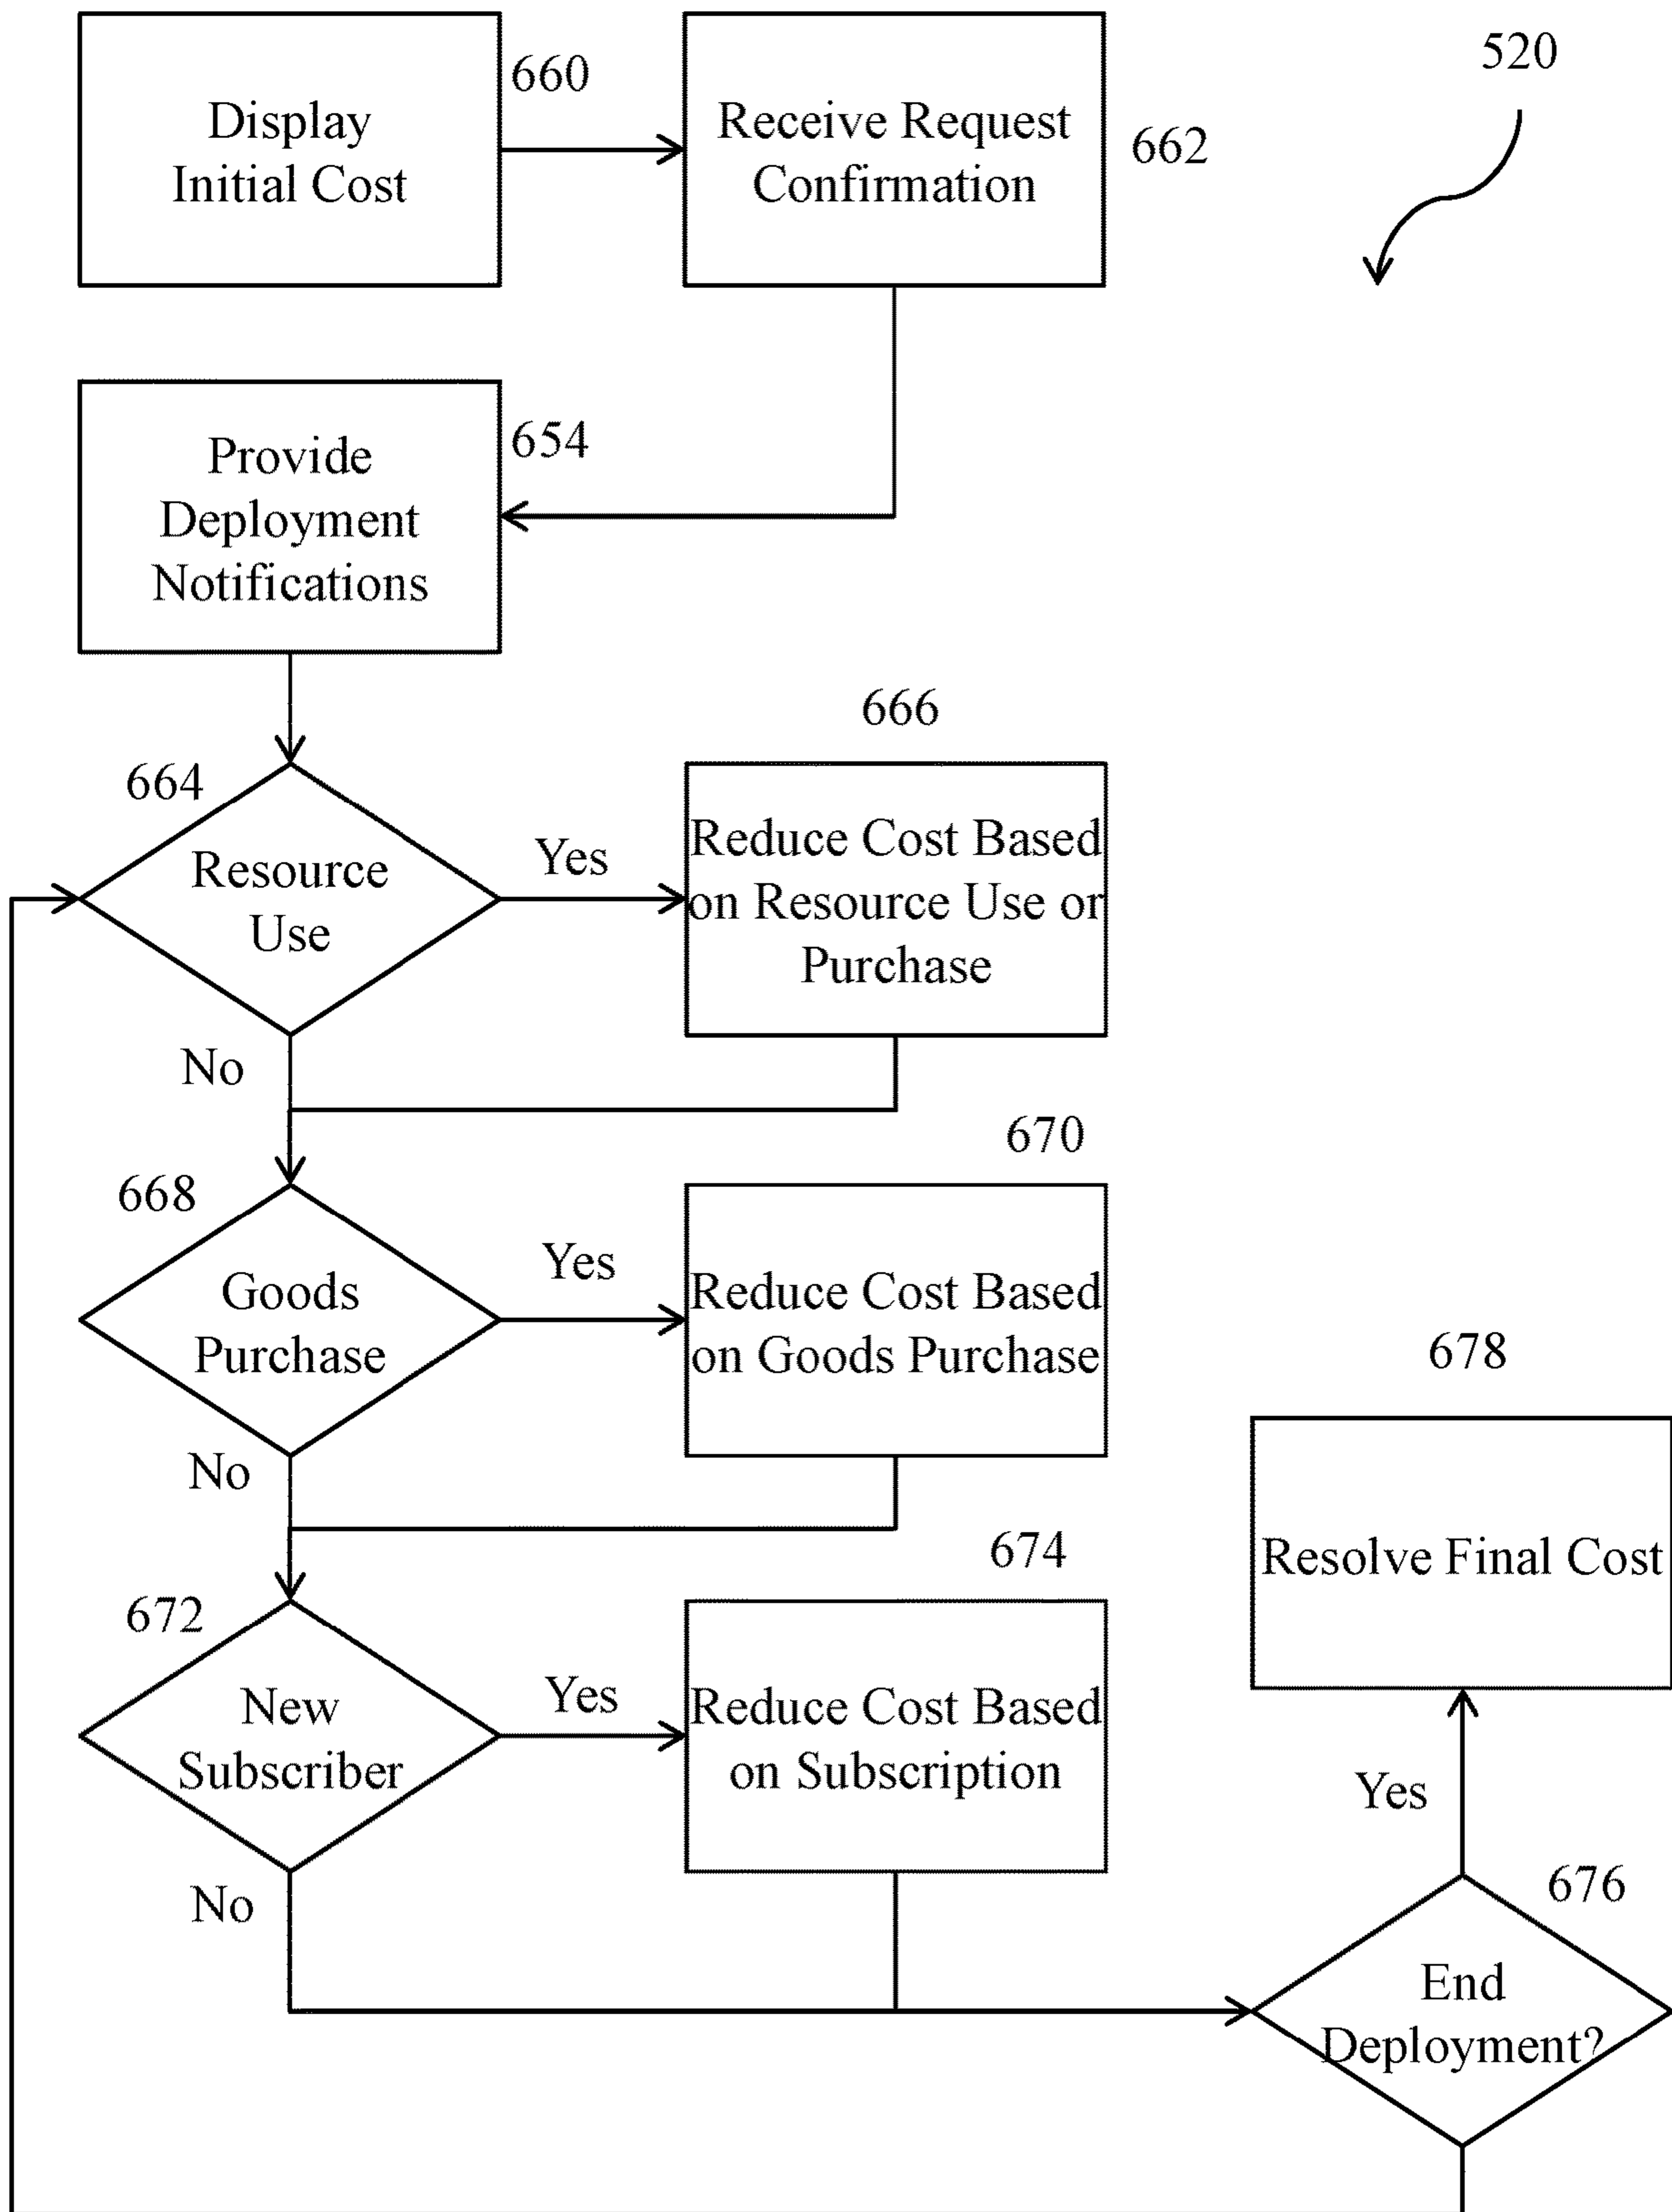 660
520
Display
Initial Cost
Receive Request
Confirmation
662
654
Provide
Deployment
Notifications
666
664
Resource
Use
Yes
Reduce Cost Based
on Resource Use or
Purchase
No
670
668
Goods
Purchase
Yes
Reduce Cost Based
on Goods Purchase
678
No
674
Resolve Final Cost
672
New
Subscriber
Yes
Reduce Cost Based
on Subscription
Yes
No
676
End
Deployment?